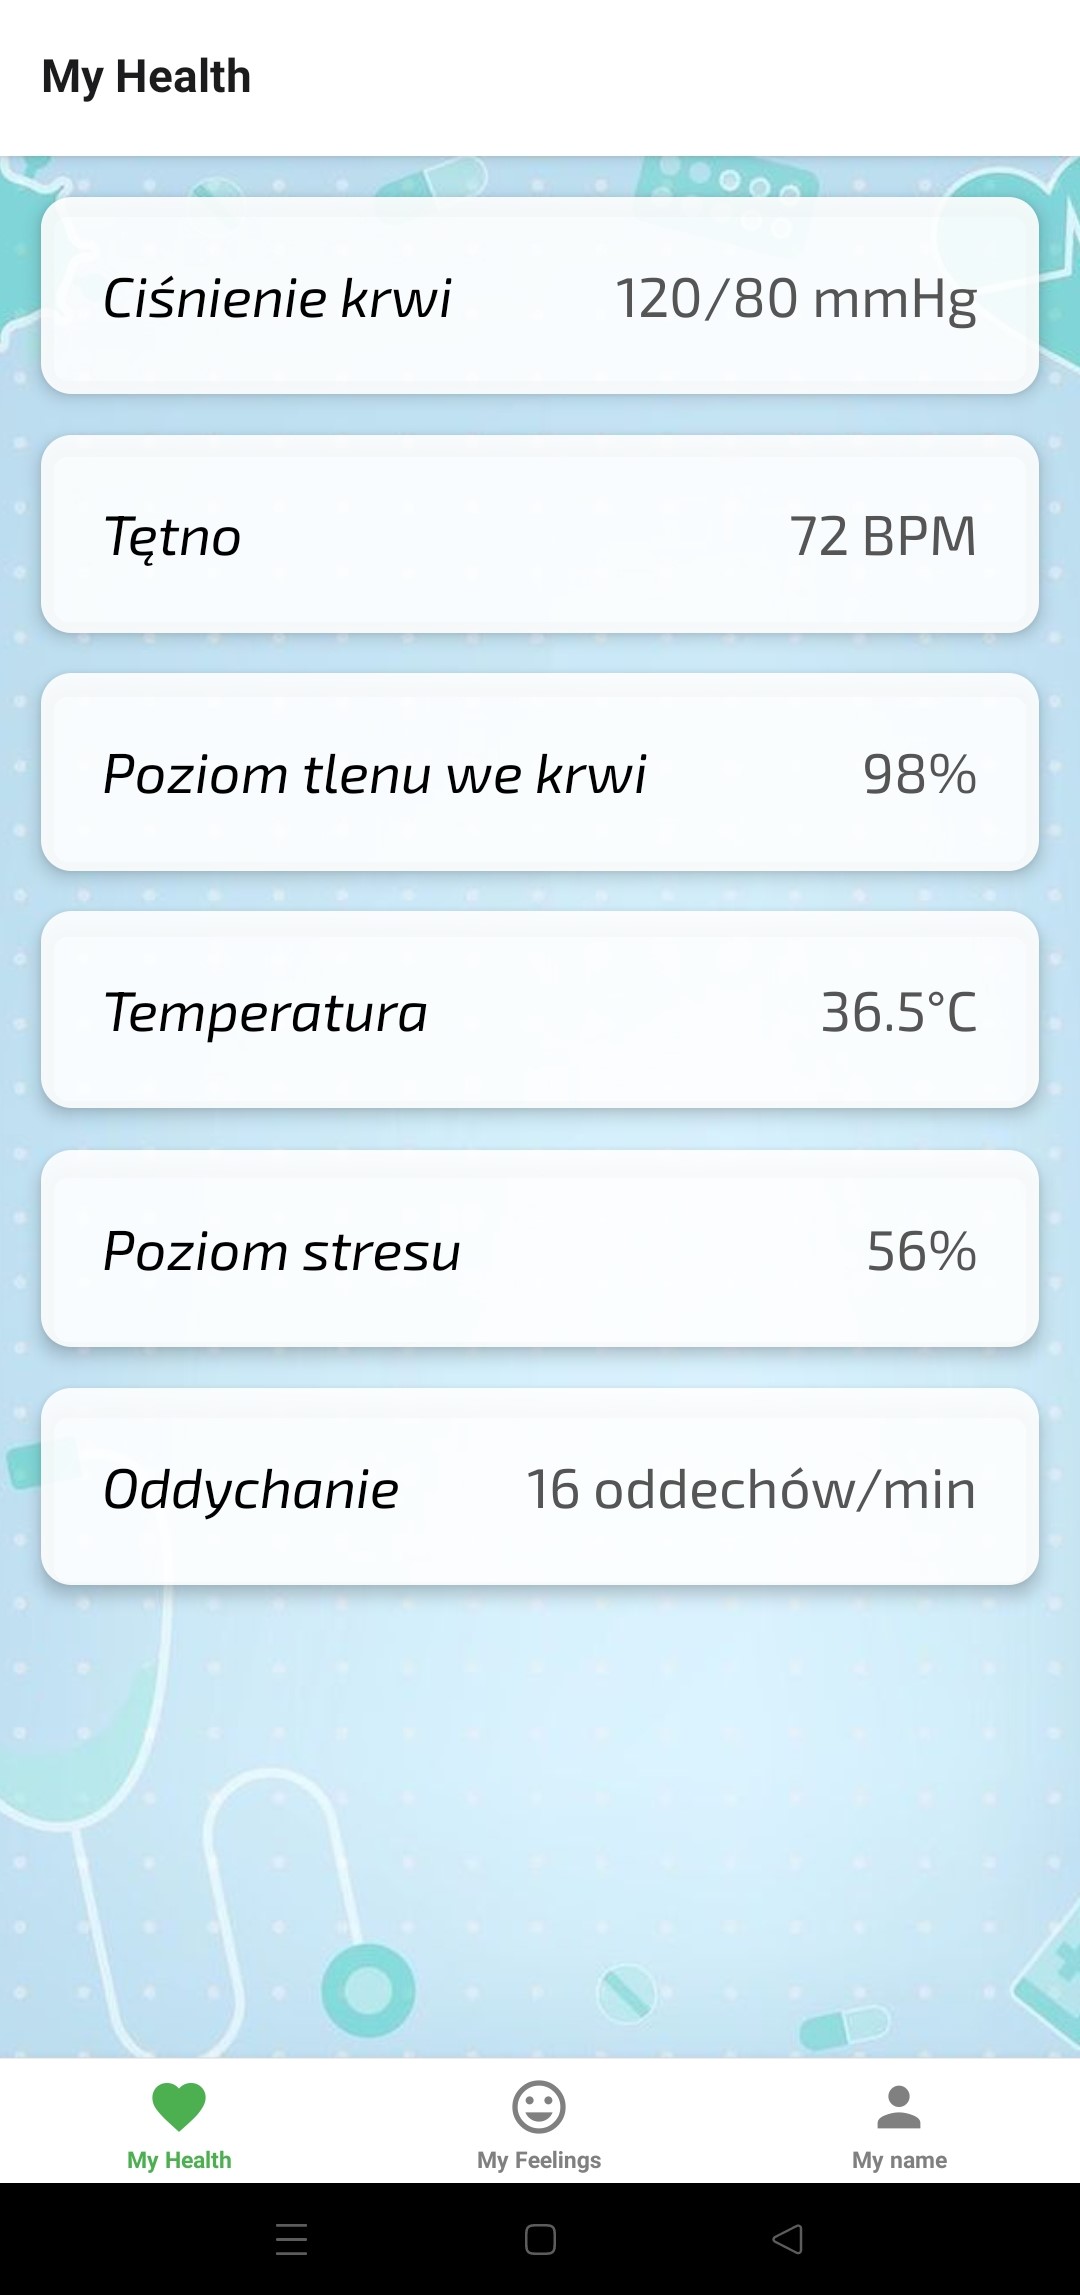 My Health
Ciśnienie krwi 120/80 mmHg
Tętno 72 BPM
Poziom tlenu we krwi 98%
Temperatura 36.5°C
Poziom stresu 56%
Oddychanie 16 oddechów/min
My Health My Feelings My name